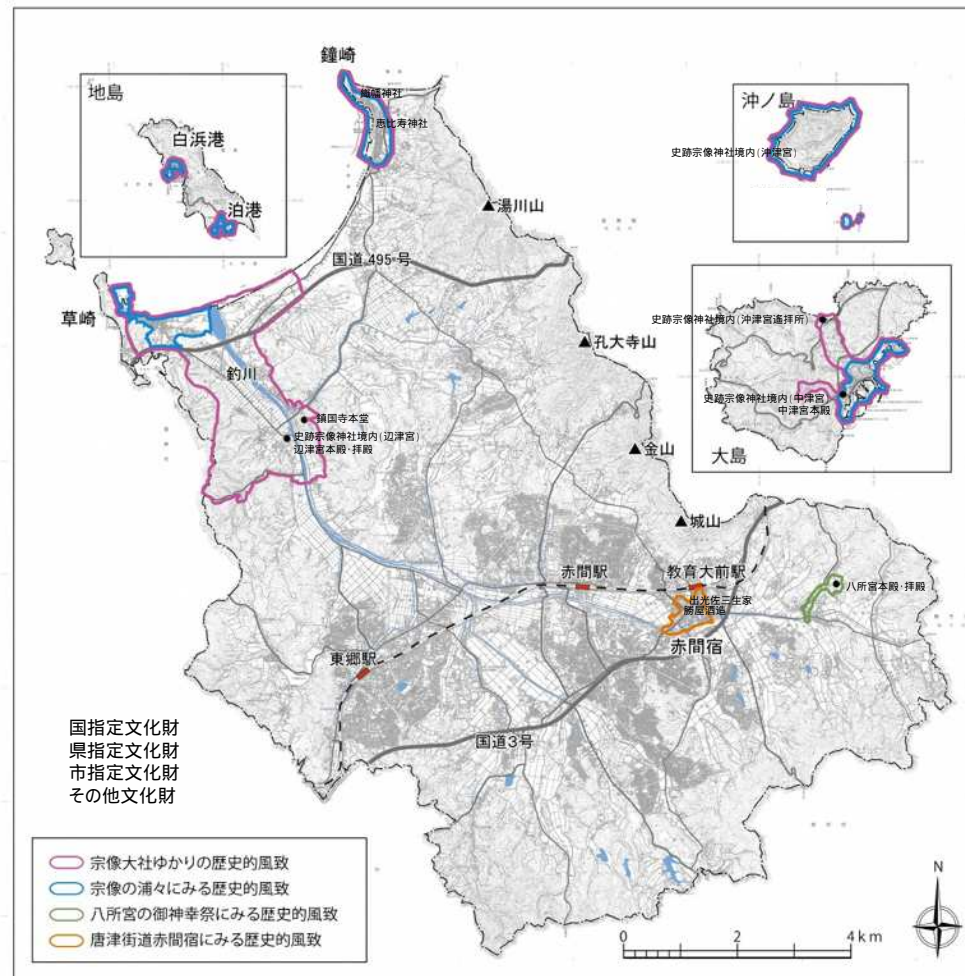 鐘崎
織幡神社
恵比寿神社
地島
白浜港
泊港
沖ノ島
史跡宗像神社境内(沖津宮)
湯川山
国道495号
草崎
釣川
孔大寺山
史跡宗像神社境内(沖津宮遙拝所)
史跡宗像神社境内(中津宮)
中津宮本殿
大島
鎮国寺本堂
史跡宗像神社境内(辺津宮)
辺津宮本殿・拝殿
金山
城山
赤間駅
教育大前駅
八所宮本殿・拝殿
出光佐三生家
勝屋酒造
赤間宿
東郷駅
国道3号
国指定文化財
県指定文化財
市指定文化財
その他文化財
宗像大社ゆかりの歴史的風致
宗像の浦々にみる歴史的風致
八所宮の御神幸祭にみる歴史的風致
唐津街道赤間宿にみる歴史的風致
N
0 2 4km